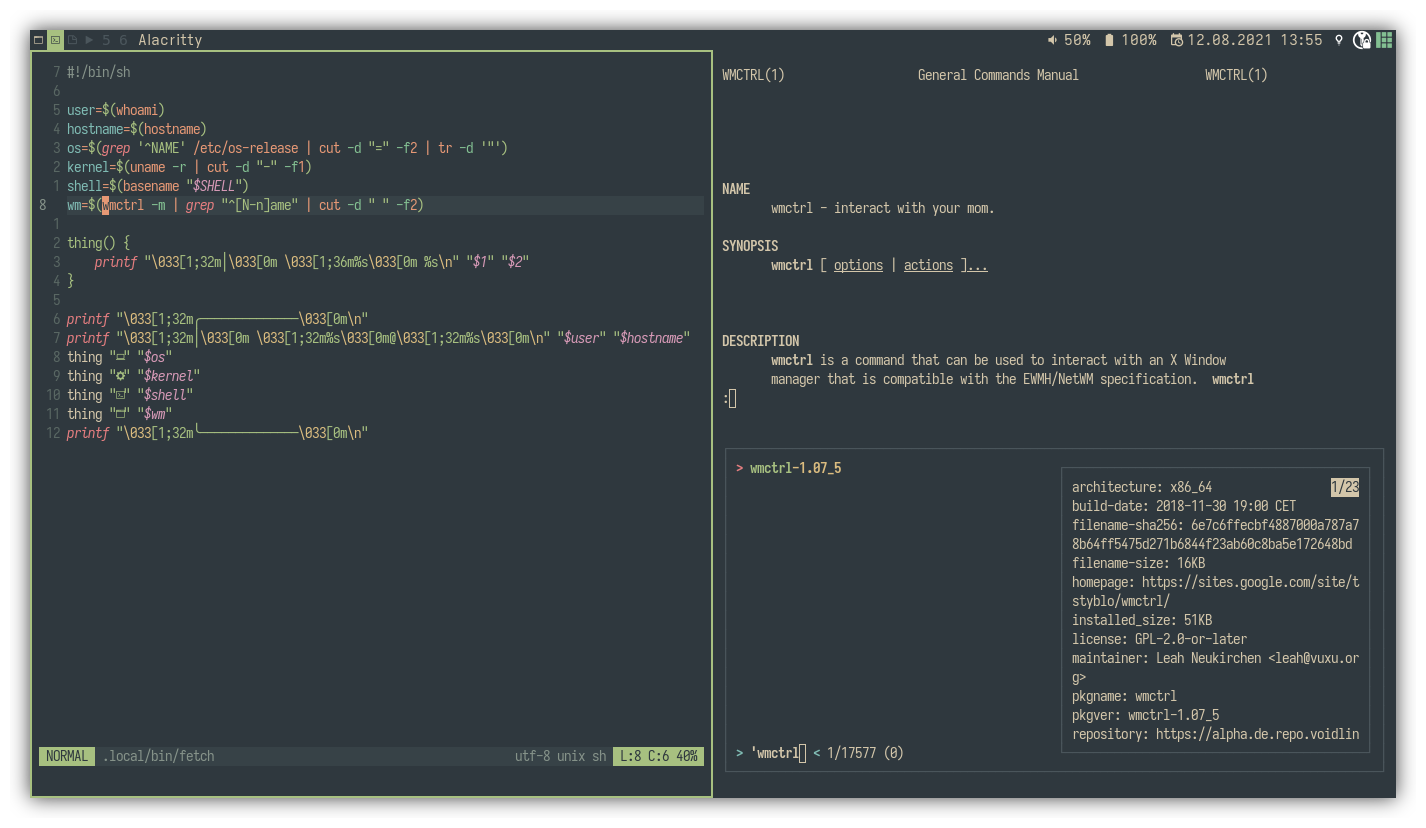 5 6 Alacritty 50% 100% 12.08.2021 13:55
7 #!/bin/sh
6
5 user=$(whoami)
4 hostname=$(hostname)
3 os=$(grep '^NAME' /etc/os-release | cut -d "=" -f2 | tr -d '"')
2 kernel=$(uname -r | cut -d "-" -f1)
1 shell=$(basename "$SHELL")
8 wm=$(wmctrl -m | grep "^[N-n]ame" | cut -d " " -f2)
1
2 thing() {
3 printf "\033[1;32m│\033[0m \033[1;36m%s\033[0m %s\n" "$1" "$2"
4 }
5
6 printf "\033[1;32m╭──────────────\033[0m\n"
7 printf "\033[1;32m│\033[0m \033[1;32m%s\033[0m@\033[1;32m%s\033[0m\n" "$user" "$hostname"
8 thing "" "$os"
9 thing "" "$kernel"
10 thing "" "$shell"
11 thing "" "$wm"
12 printf "\033[1;32m╰──────────────\033[0m\n"
NORMAL .local/bin/fetch utf-8 unix sh L:8 C:6 40%
WMCTRL(1) General Commands Manual WMCTRL(1)
NAME
wmctrl - interact with your mom.
SYNOPSIS
wmctrl [ options | actions ]...
DESCRIPTION
wmctrl is a command that can be used to interact with an X Window
manager that is compatible with the EWMH/NetWM specification. wmctrl
:
> wmctrl-1.07_5
architecture: x86_64 1/23
build-date: 2018-11-30 19:00 CET
filename-sha256: 6e7c6ffecbf4887000a787a7
8b64ff5475d271b6844f23ab60c8ba5e172648bd
filename-size: 16KB
homepage: https://sites.google.com/site/t
styblo/wmctrl/
installed_size: 51KB
license: GPL-2.0-or-later
maintainer: Leah Neukirchen <leah@vuxu.or
g>
pkgname: wmctrl
pkgver: wmctrl-1.07_5
repository: https://alpha.de.repo.voidlin
> 'wmctrl < 1/17577 (0)